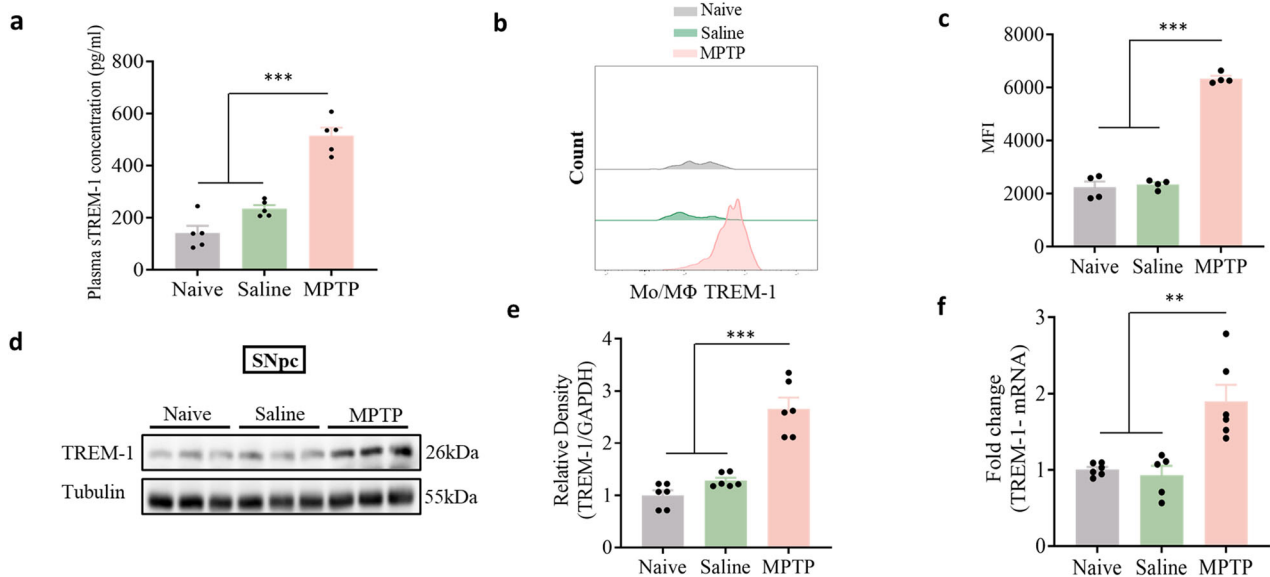 a
Plasma sTREM-1 concentration (pg/ml)
800
600
400
200
0
***
Naive Saline MPTP
b
Naive
Saline
MPTP
Count
Mo/MΦ TREM-1
c
MFI
8000
6000
4000
2000
0
***
Naive Saline MPTP
d
SNpc
Naive Saline MPTP
TREM-1 26kDa
Tubulin 55kDa
e
Relative Density
(TREM-1/GAPDH)
4
3
2
1
0
***
Naive Saline MPTP
f
Fold change
(TREM-1- mRNA)
3
2
1
0
**
Naive Saline MPTP